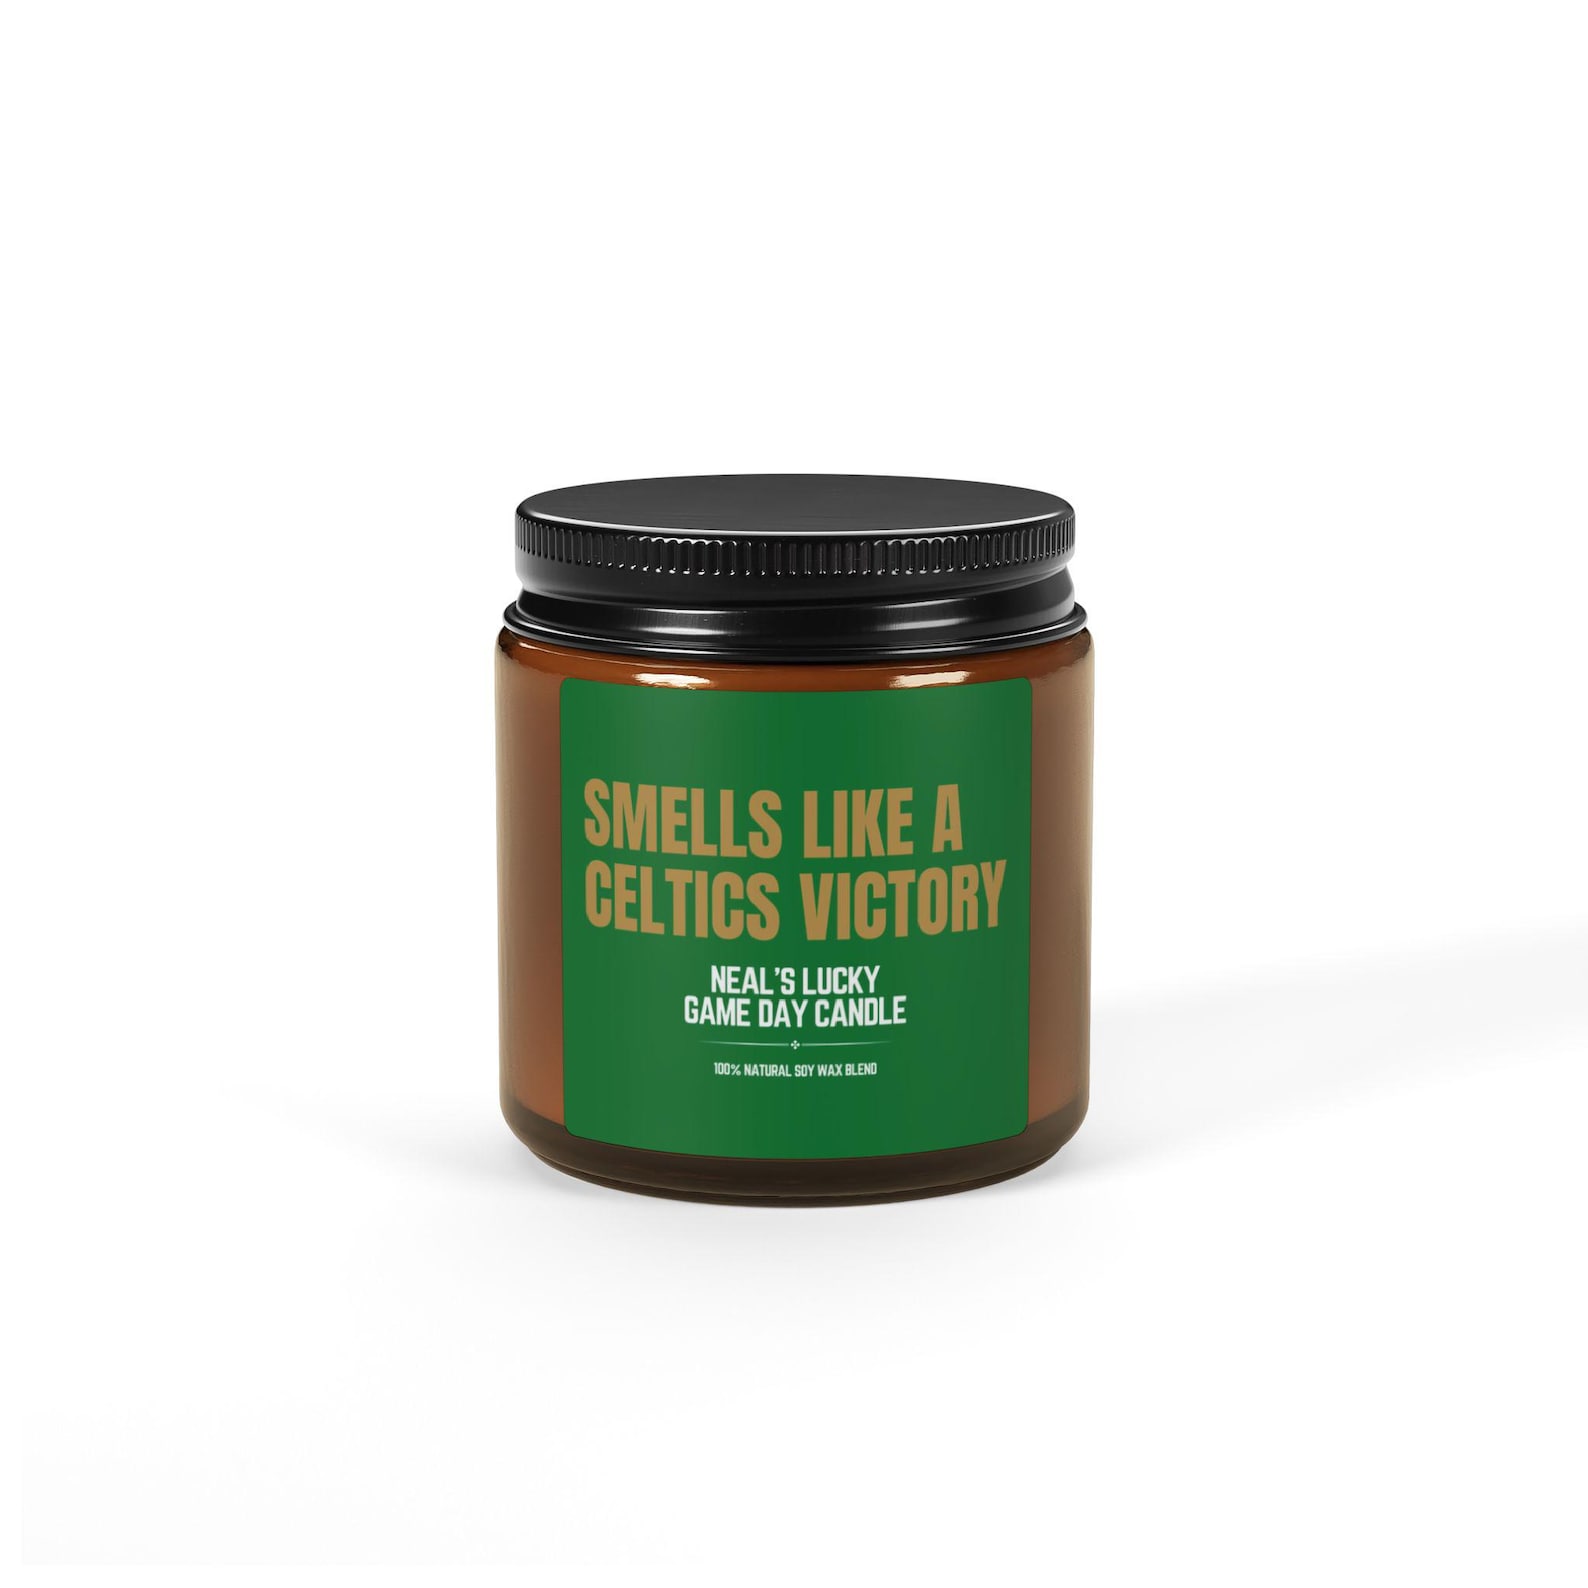 SMELLS LIKE A
CELTICS VICTORY
NEAL'S LUCKY
GAME DAY CANDLE
100% NATURAL SOY WAX BLEND